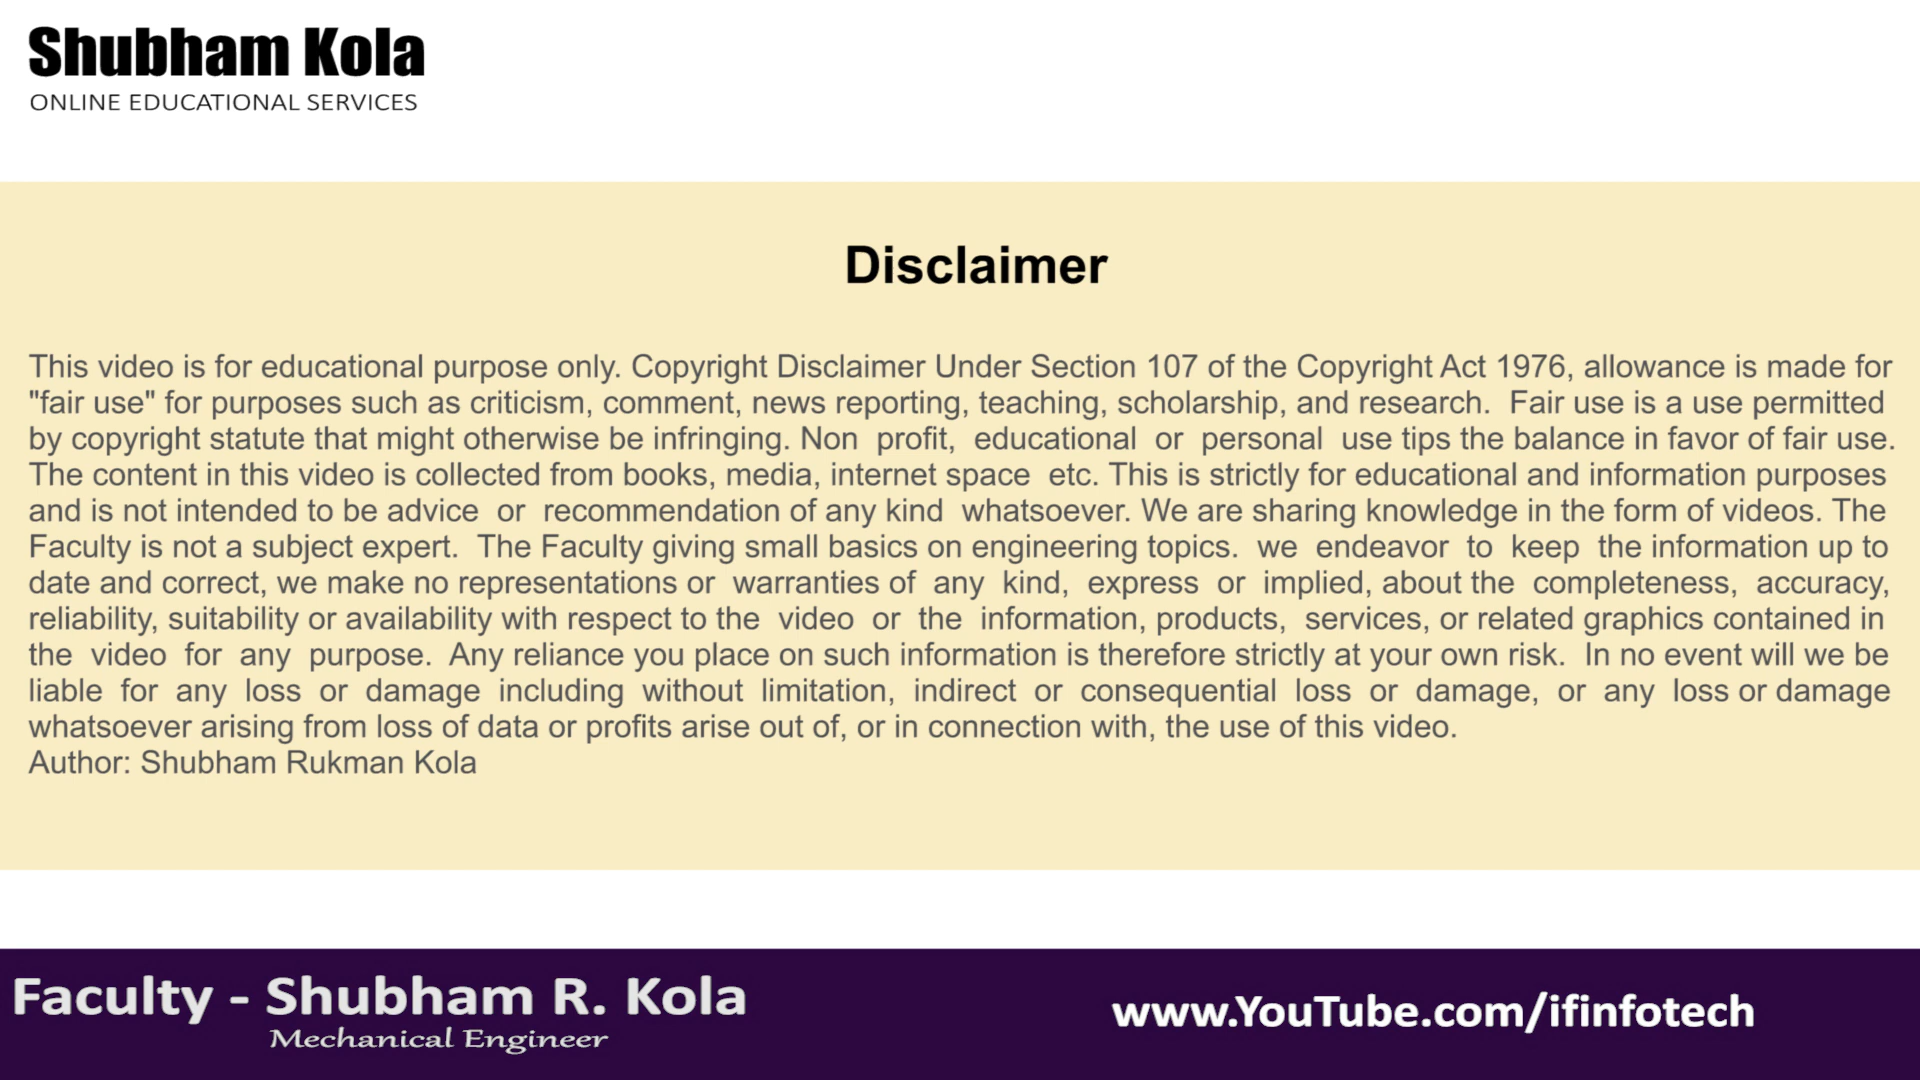 Shubham Kola
ONLINE EDUCATIONAL SERVICES
Disclaimer
This video is for educational purpose only. Copyright Disclaimer Under Section 107 of the Copyright Act 1976, allowance is made for
"fair use" for purposes such as criticism, comment, news reporting, teaching, scholarship, and research. Fair use is a use permitted
by copyright statute that might otherwise be infringing. Non profit, educational or personal use tips the balance in favor of fair use.
The content in this video is collected from books, media, internet space etc. This is strictly for educational and information purposes
and is not intended to be advice or recommendation of any kind whatsoever. We are sharing knowledge in the form of videos. The
Faculty is not a subject expert. The Faculty giving small basics on engineering topics. we endeavor to keep the information up to
date and correct, we make no representations or warranties of any kind, express or implied, about the completeness, accuracy,
reliability, suitability or availability with respect to the video or the information, products, services, or related graphics contained in
the video for any purpose. Any reliance you place on such information is therefore strictly at your own risk. In no event will we be
liable for any loss or damage including without limitation, indirect or consequential loss or damage, or any loss or damage
whatsoever arising from loss of data or profits arise out of, or in connection with, the use of this video.
Author: Shubham Rukman Kola
Faculty - Shubham R. Kola
Mechanical Engineer
www.YouTube.com/ifinfotech